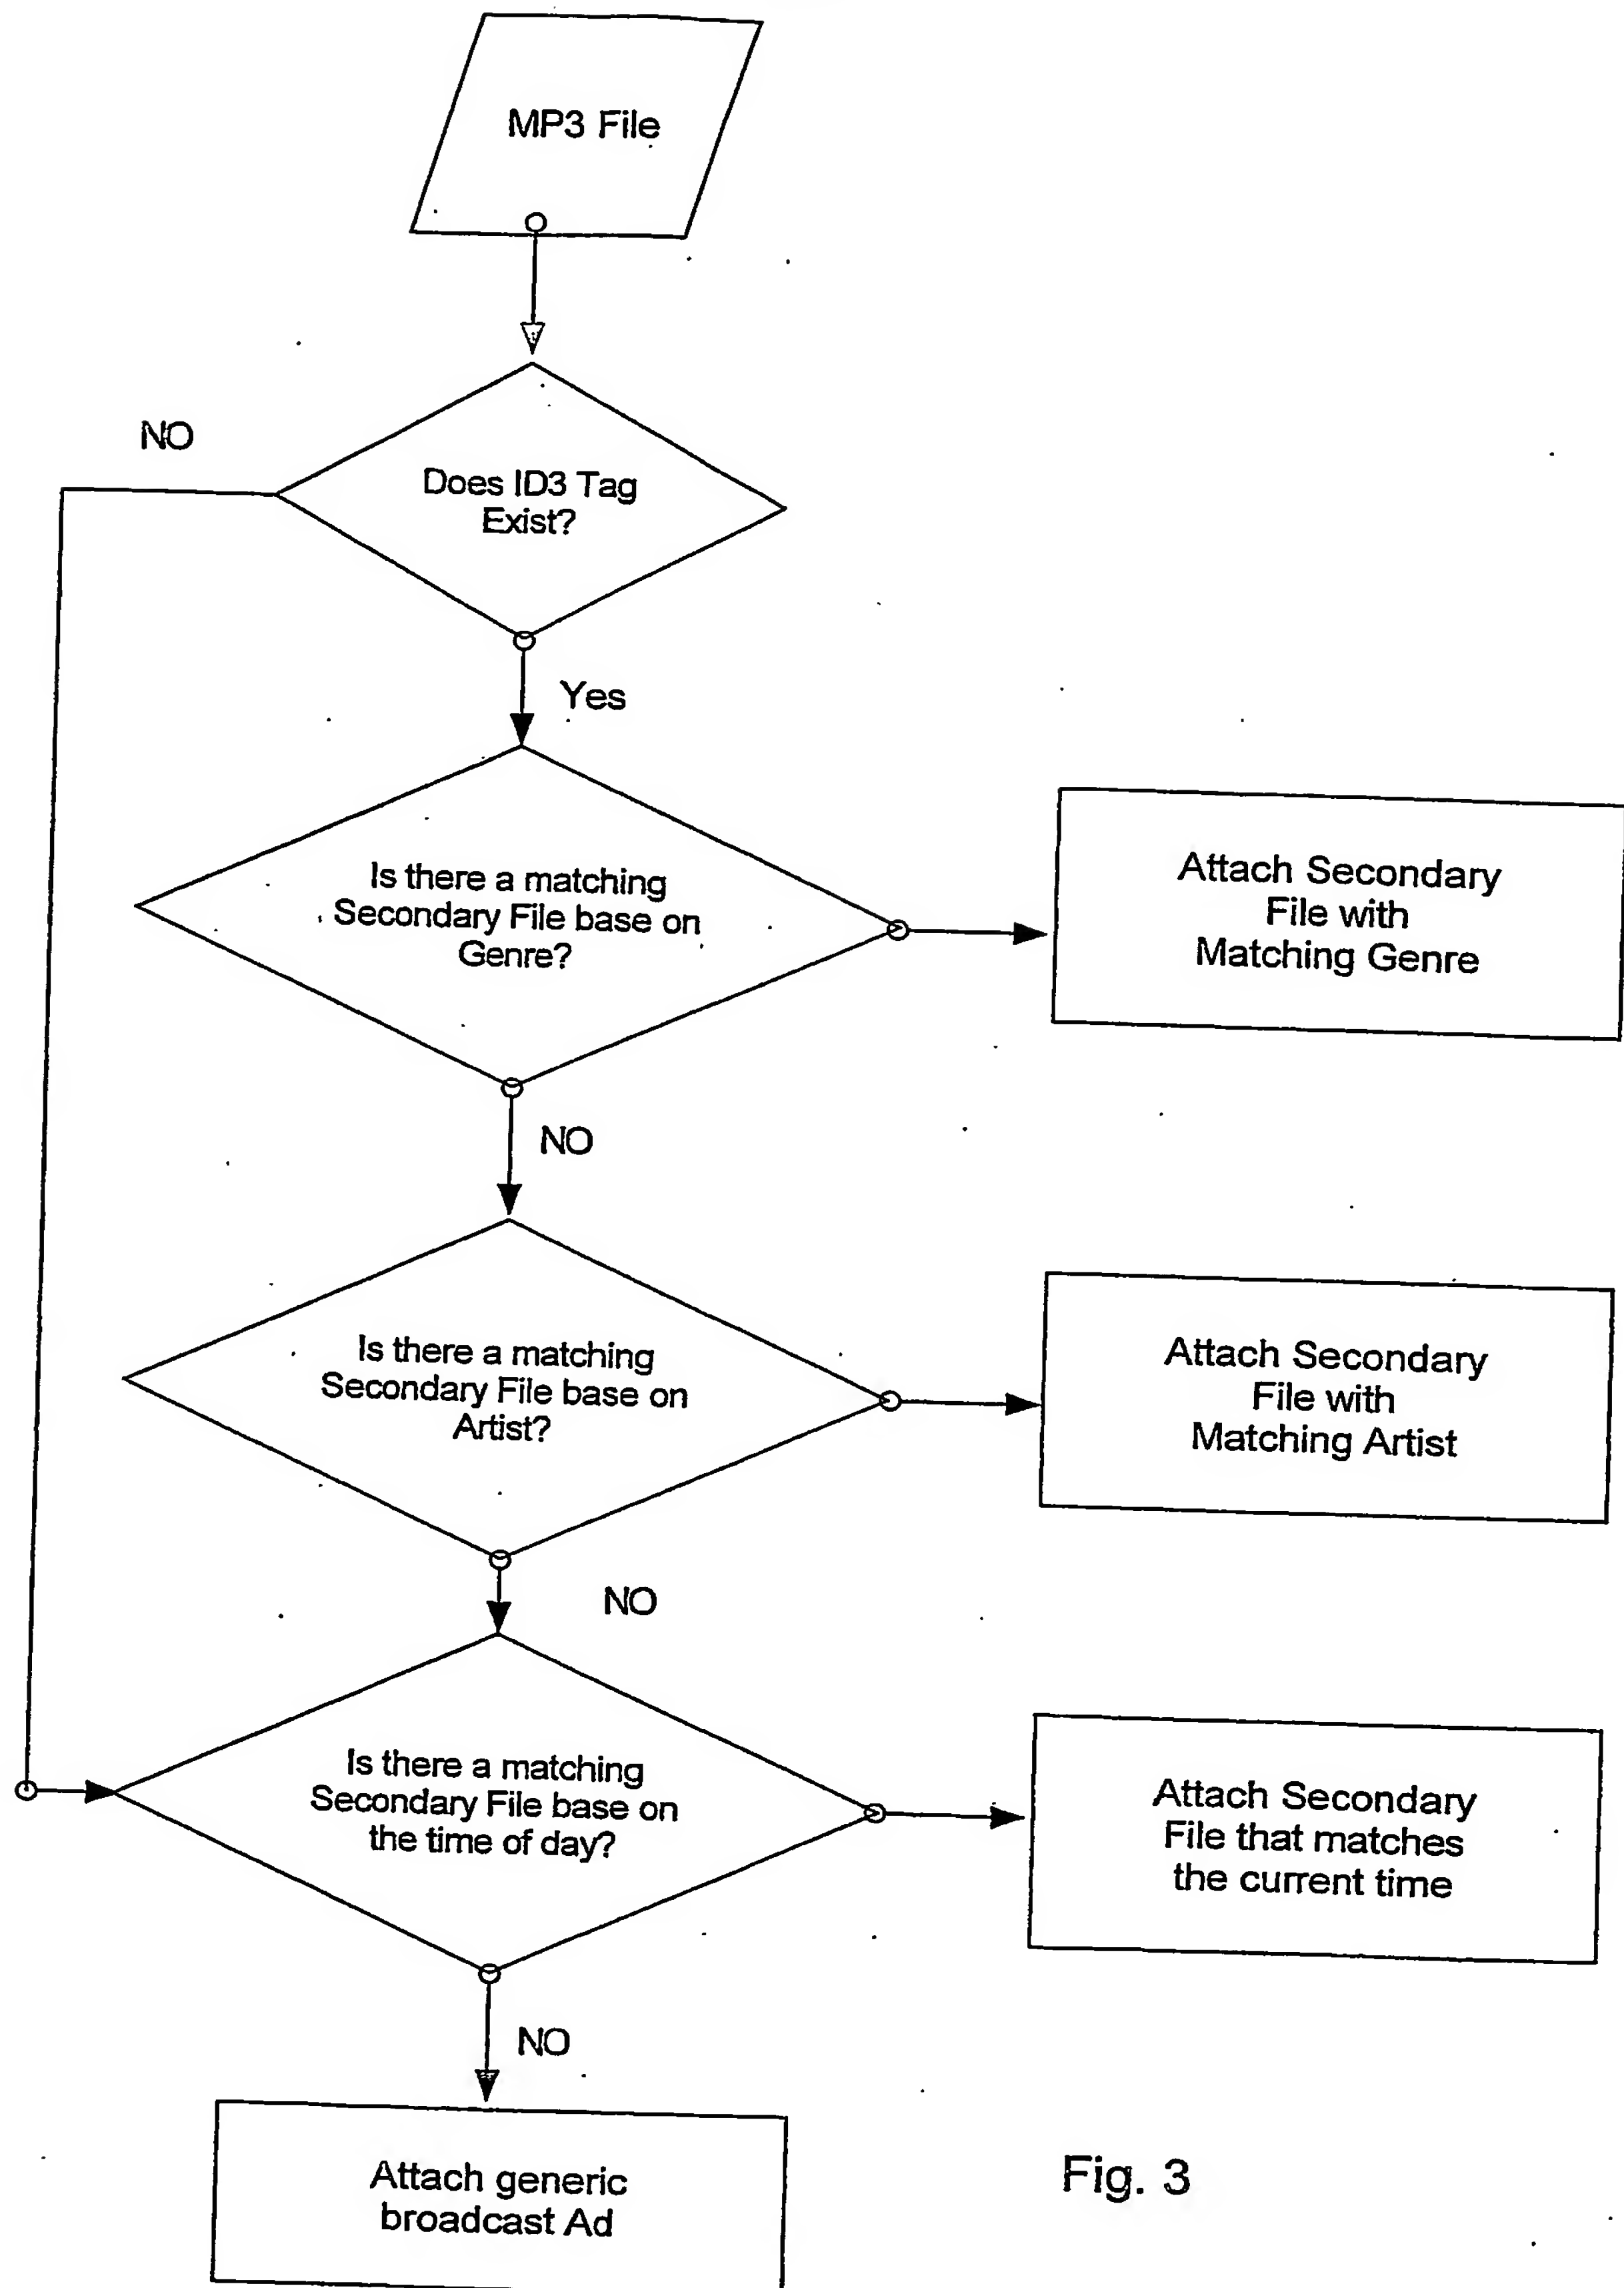 MP3 File
NO
Does ID3 Tag
Exist?
Yes
Is there a matching
Secondary File base on
Genre?
Attach Secondary
File with
Matching Genre
NO
Is there a matching
Secondary File base on
Artist?
Attach Secondary
File with
Matching Artist
NO
Is there a matching
Secondary File base on
the time of day?
Attach Secondary
File that matches
the current time
NO
Attach generic
broadcast Ad
Fig. 3